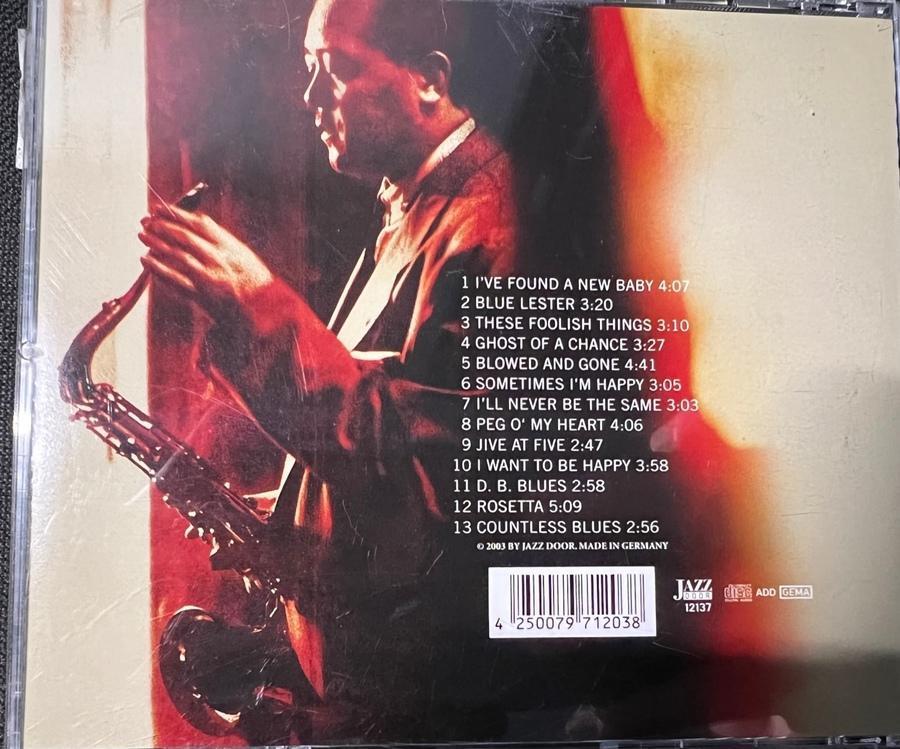 1 I'VE FOUND A NEW BABY 4:07
2 BLUE LESTER 3:20
3 THESE FOOLISH THINGS 3:10
4 GHOST OF A CHANCE 3:27
5 BLOWED AND GONE 4:41
6 SOMETIMES I'M HAPPY 3:05
7 I'LL NEVER BE THE SAME 3:03
8 PEG O' MY HEART 4:06
9 JIVE AT FIVE 2:47
10 I WANT TO BE HAPPY 3:58
11 D. B. BLUES 2:58
12 ROSETTA 5:09
13 COUNTLESS BLUES 2:56
© 2003 BY JAZZ DOOR. MADE IN GERMANY
4 250079 712038
JAZZ
DOOR
12137
COMPACT
disc
DIGITAL AUDIO
ADD
GEMA